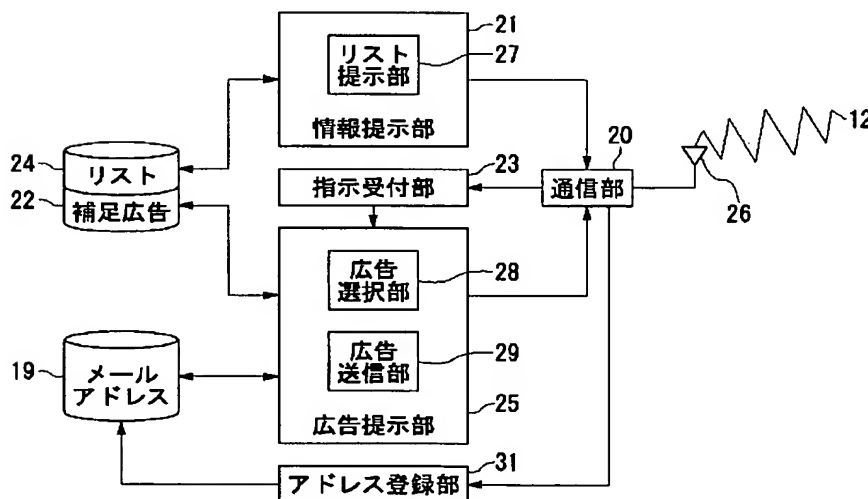 21
リスト
提示部
27
情報提示部
12
20
通信部
26
24
リスト
22
補足広告
23
指示受付部
広告
選択部
28
広告
送信部
29
広告提示部
25
19
メール
アドレス
31
アドレス登録部